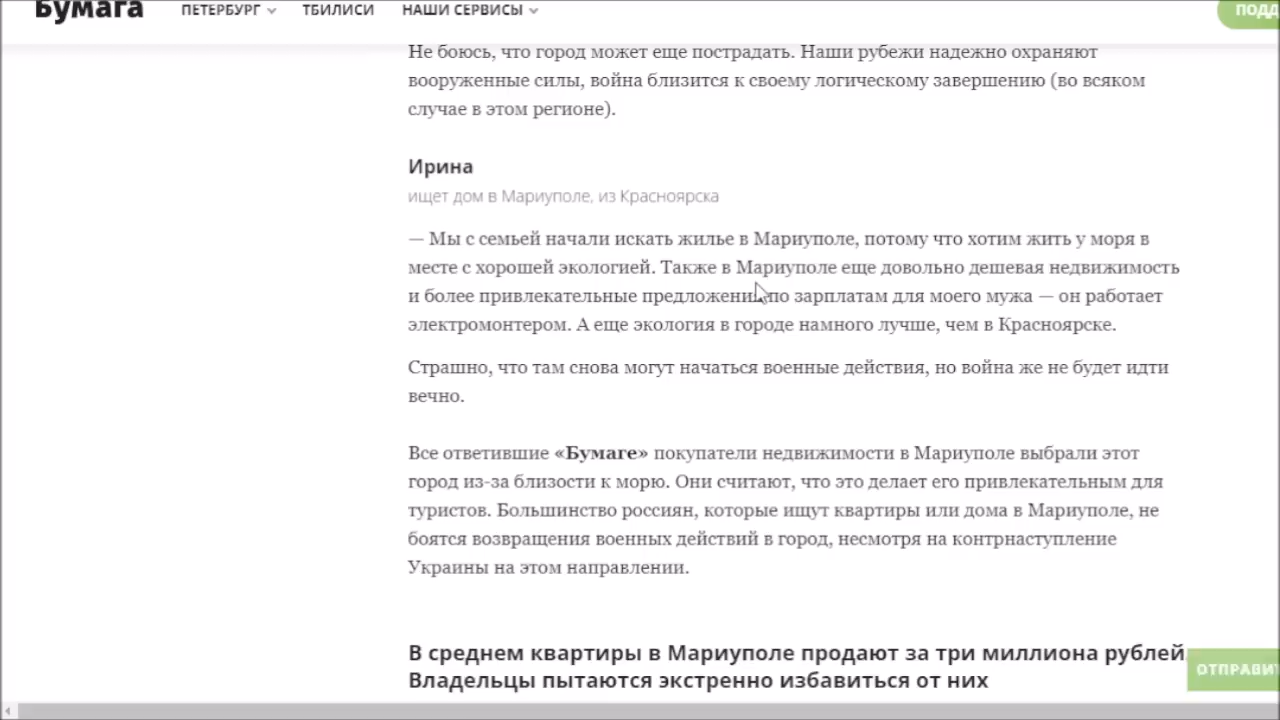 Бумага
ПЕТЕРБУРГ
ТБИЛИСИ
НАШИ СЕРВИСЫ
ПОДД
Не боюсь, что город может еще пострадать. Наши рубежи надежно охраняют
вооруженные силы, война близится к своему логическому завершению (во всяком
случае в этом регионе).
Ирина
ищет дом в Мариуполе, из Красноярска
— Мы с семьей начали искать жилье в Мариуполе, потому что хотим жить у моря в
месте с хорошей экологией. Также в Мариуполе еще довольно дешевая недвижимость
и более привлекательные предложения по зарплатам для моего мужа — он работает
электромонтером. А еще экология в городе намного лучше, чем в Красноярске.
Страшно, что там снова могут начаться военные действия, но война же не будет идти
вечно.
Все ответившие «Бумаге» покупатели недвижимости в Мариуполе выбрали этот
город из-за близости к морю. Они считают, что это делает его привлекательным для
туристов. Большинство россиян, которые ищут квартиры или дома в Мариуполе, не
боятся возвращения военных действий в город, несмотря на контрнаступление
Украины на этом направлении.
В среднем квартиры в Мариуполе продают за три миллиона рублей.
Владельцы пытаются экстренно избавиться от них
ОТПРАВИТ